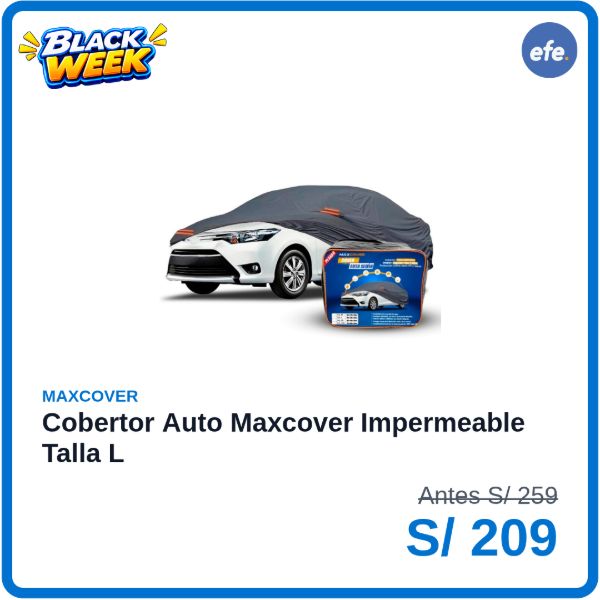 BLACK
WEEK
efe.
MAXCOVER
Cobertor Auto Maxcover Impermeable
Talla L
Antes S/ 259
S/ 209